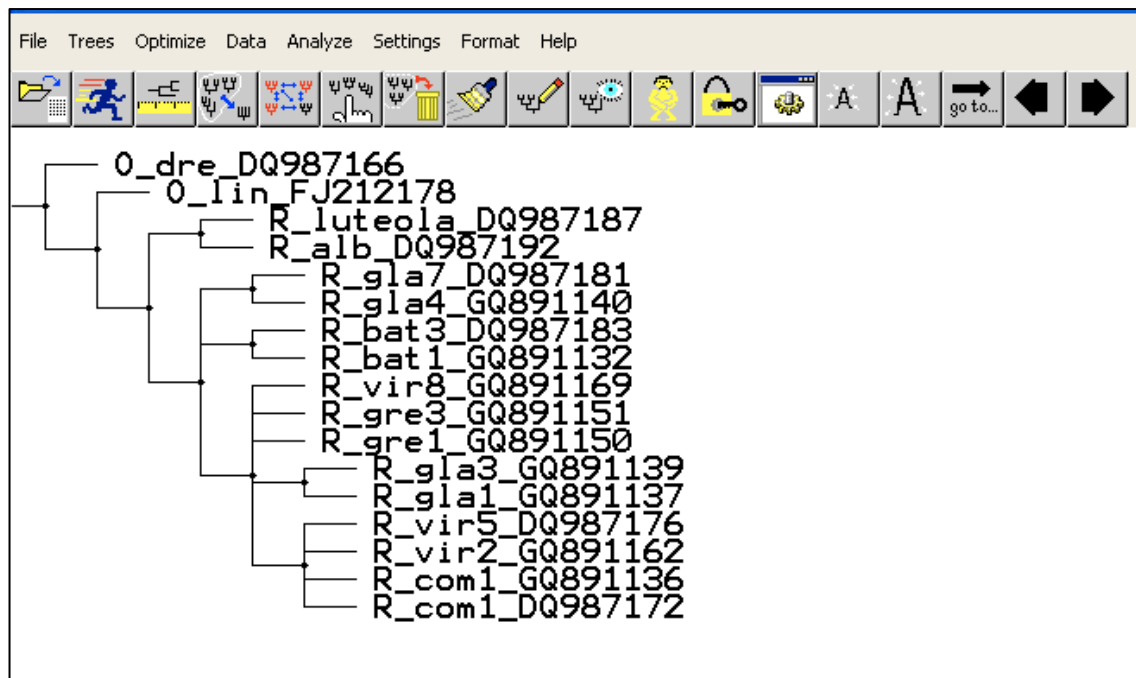 File Trees Optimize Data Analyze Settings Format Help
A A go to...
O_dre_DQ987166
O_lin_FJ212178
R_luteola_DQ987187
R_alb_DQ987192
R_gla7_DQ987181
R_gla4_GQ891140
R_bat3_DQ987183
R_bat1_GQ891132
R_vir8_GQ891169
R_gre3_GQ891151
R_gre1_GQ891150
R_gla3_GQ891139
R_gla1_GQ891137
R_vir5_DQ987176
R_vir2_GQ891162
R_com1_GQ891136
R_com1_DQ987172